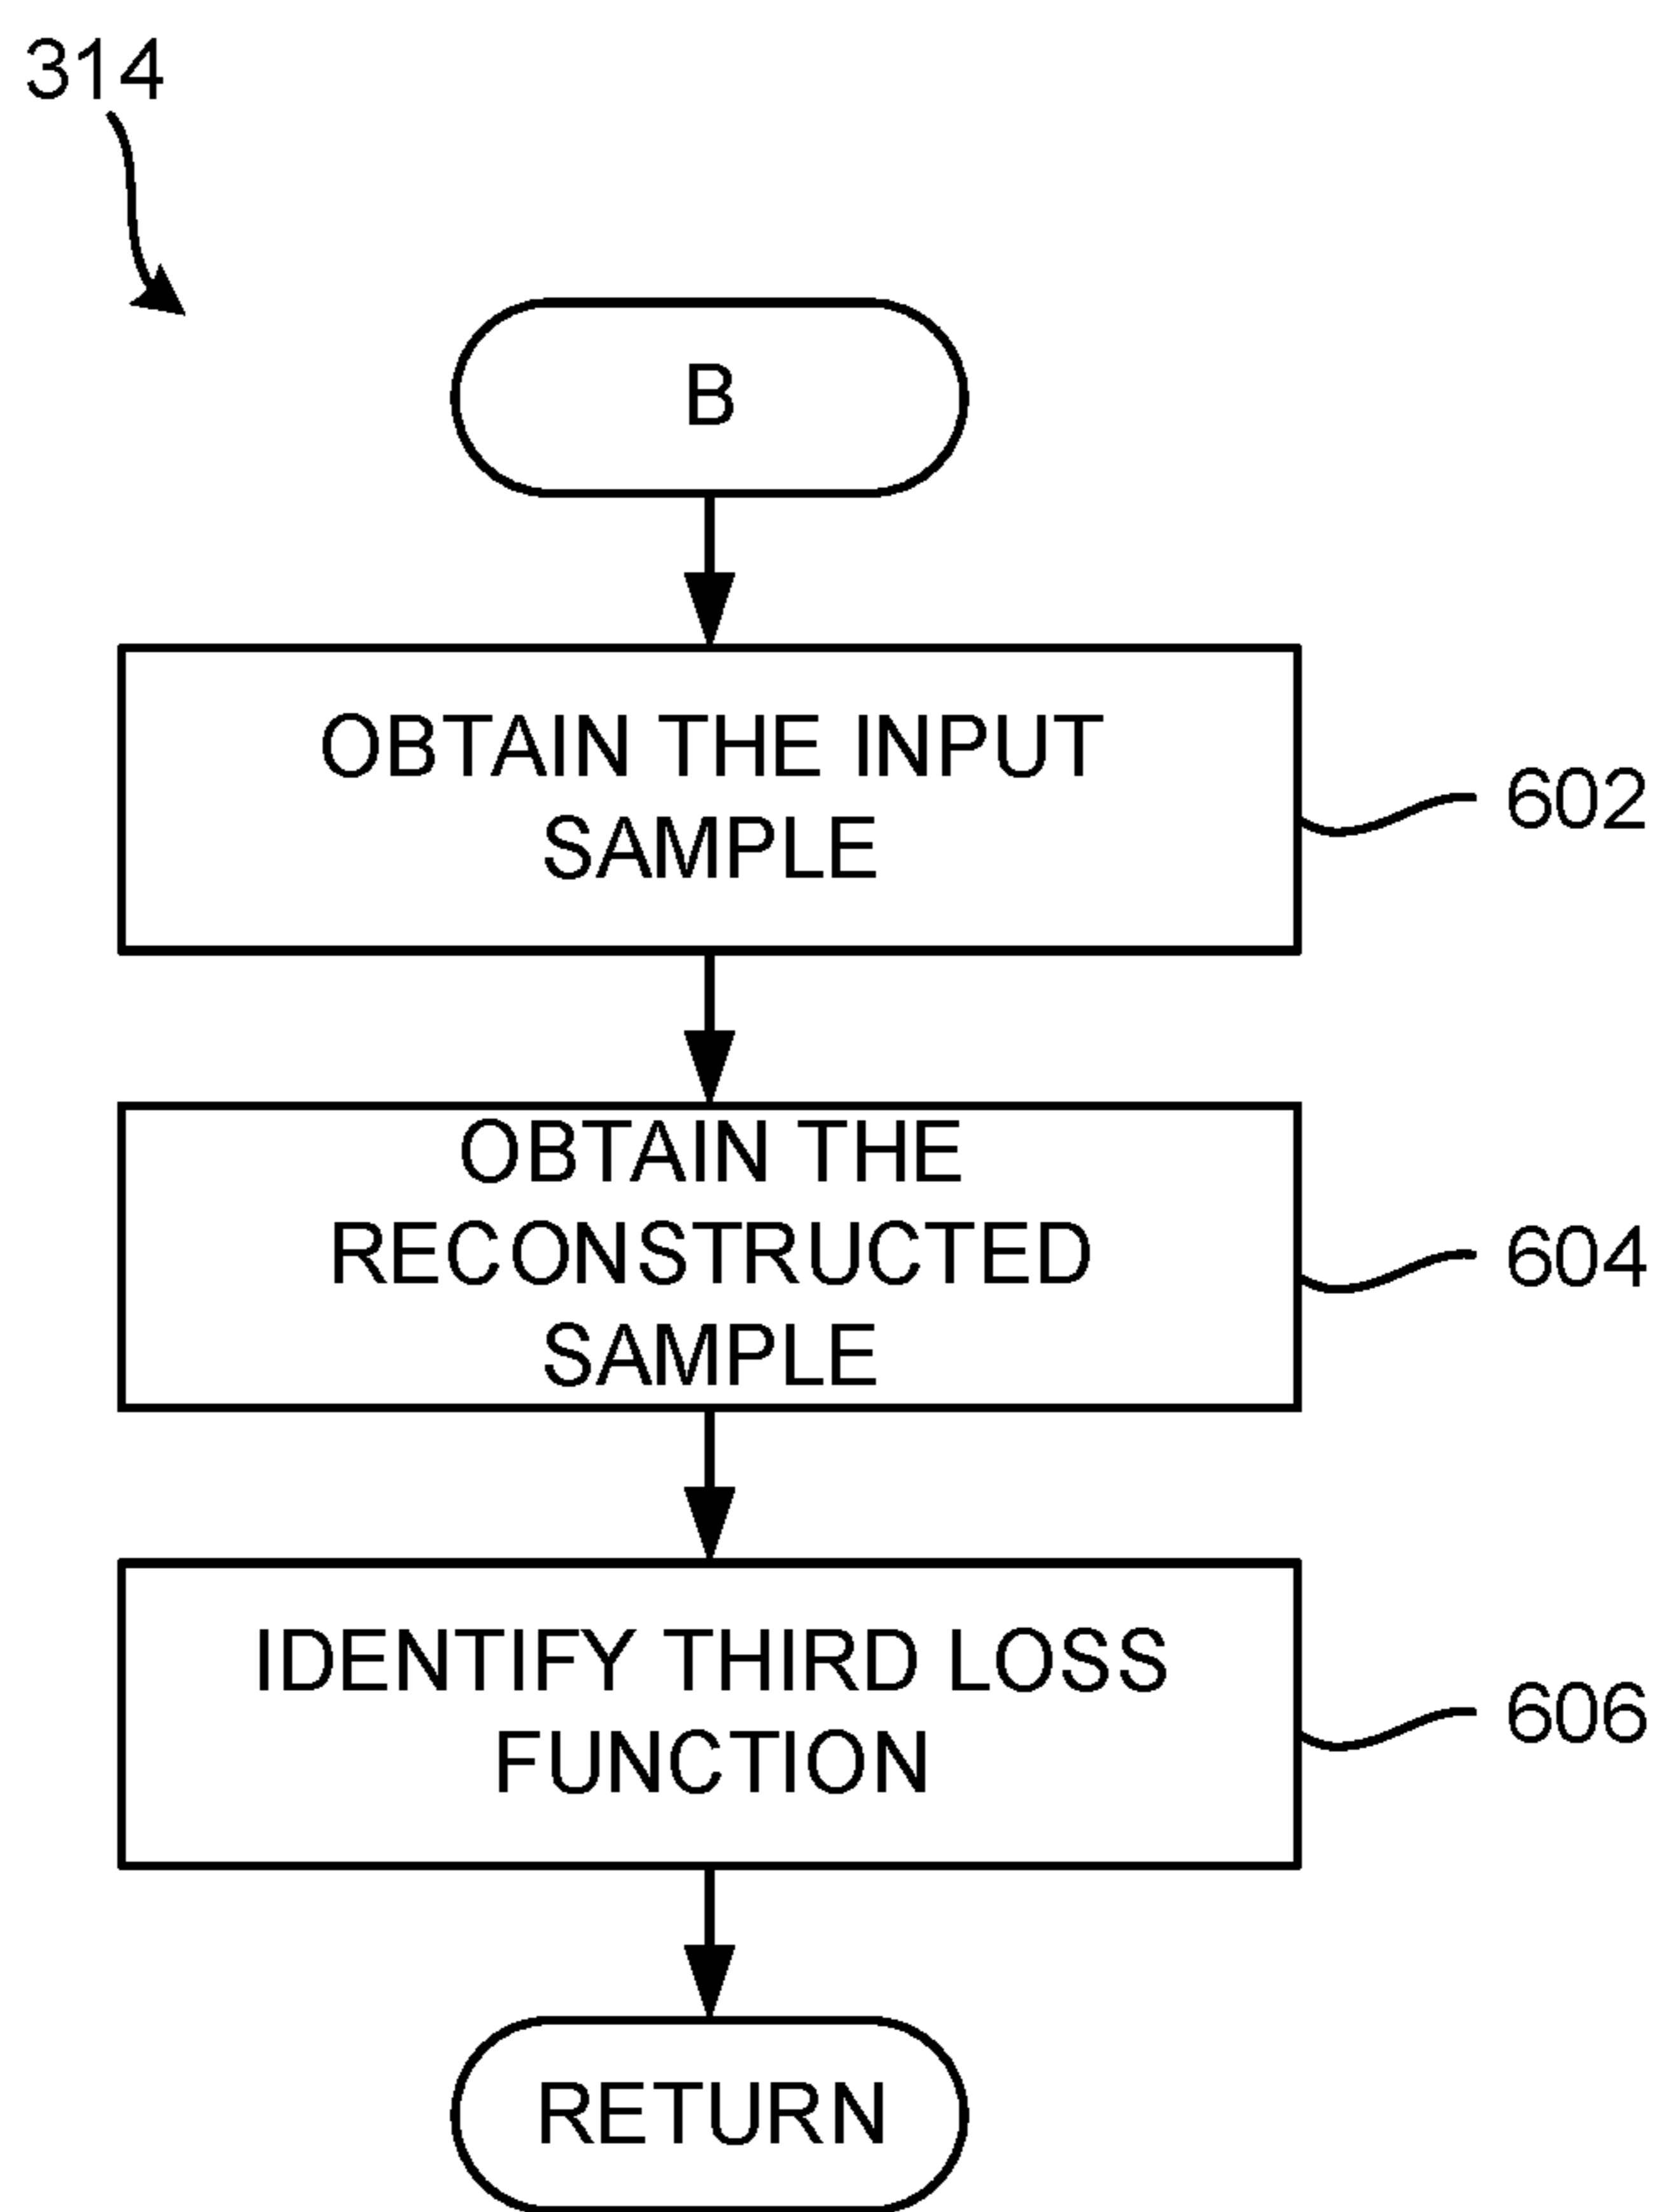 314
B
OBTAIN THE INPUT
SAMPLE
602
OBTAIN THE
RECONSTRUCTED
SAMPLE
604
IDENTIFY THIRD LOSS
FUNCTION
606
RETURN